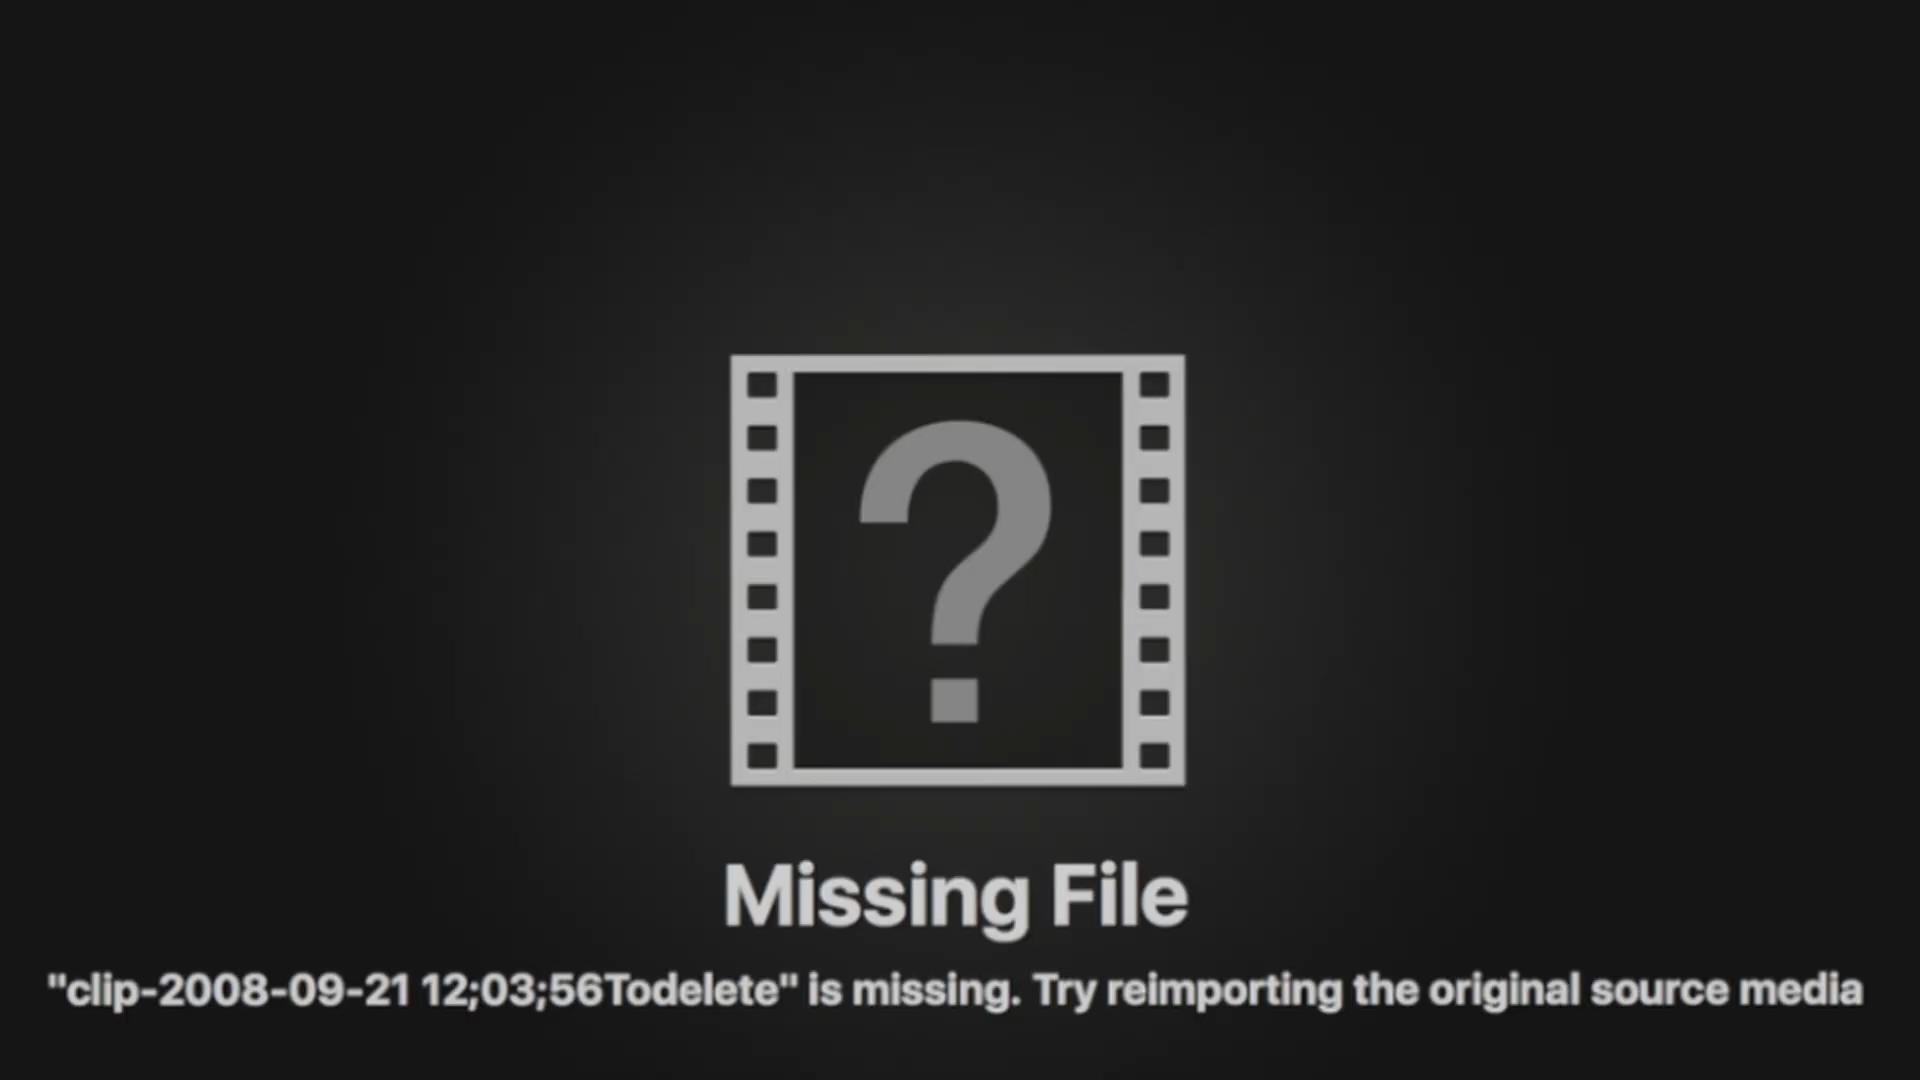 ?
Missing File
"clip-2008-09-21 12;03;56Todelete" is missing. Try reimporting the original source media